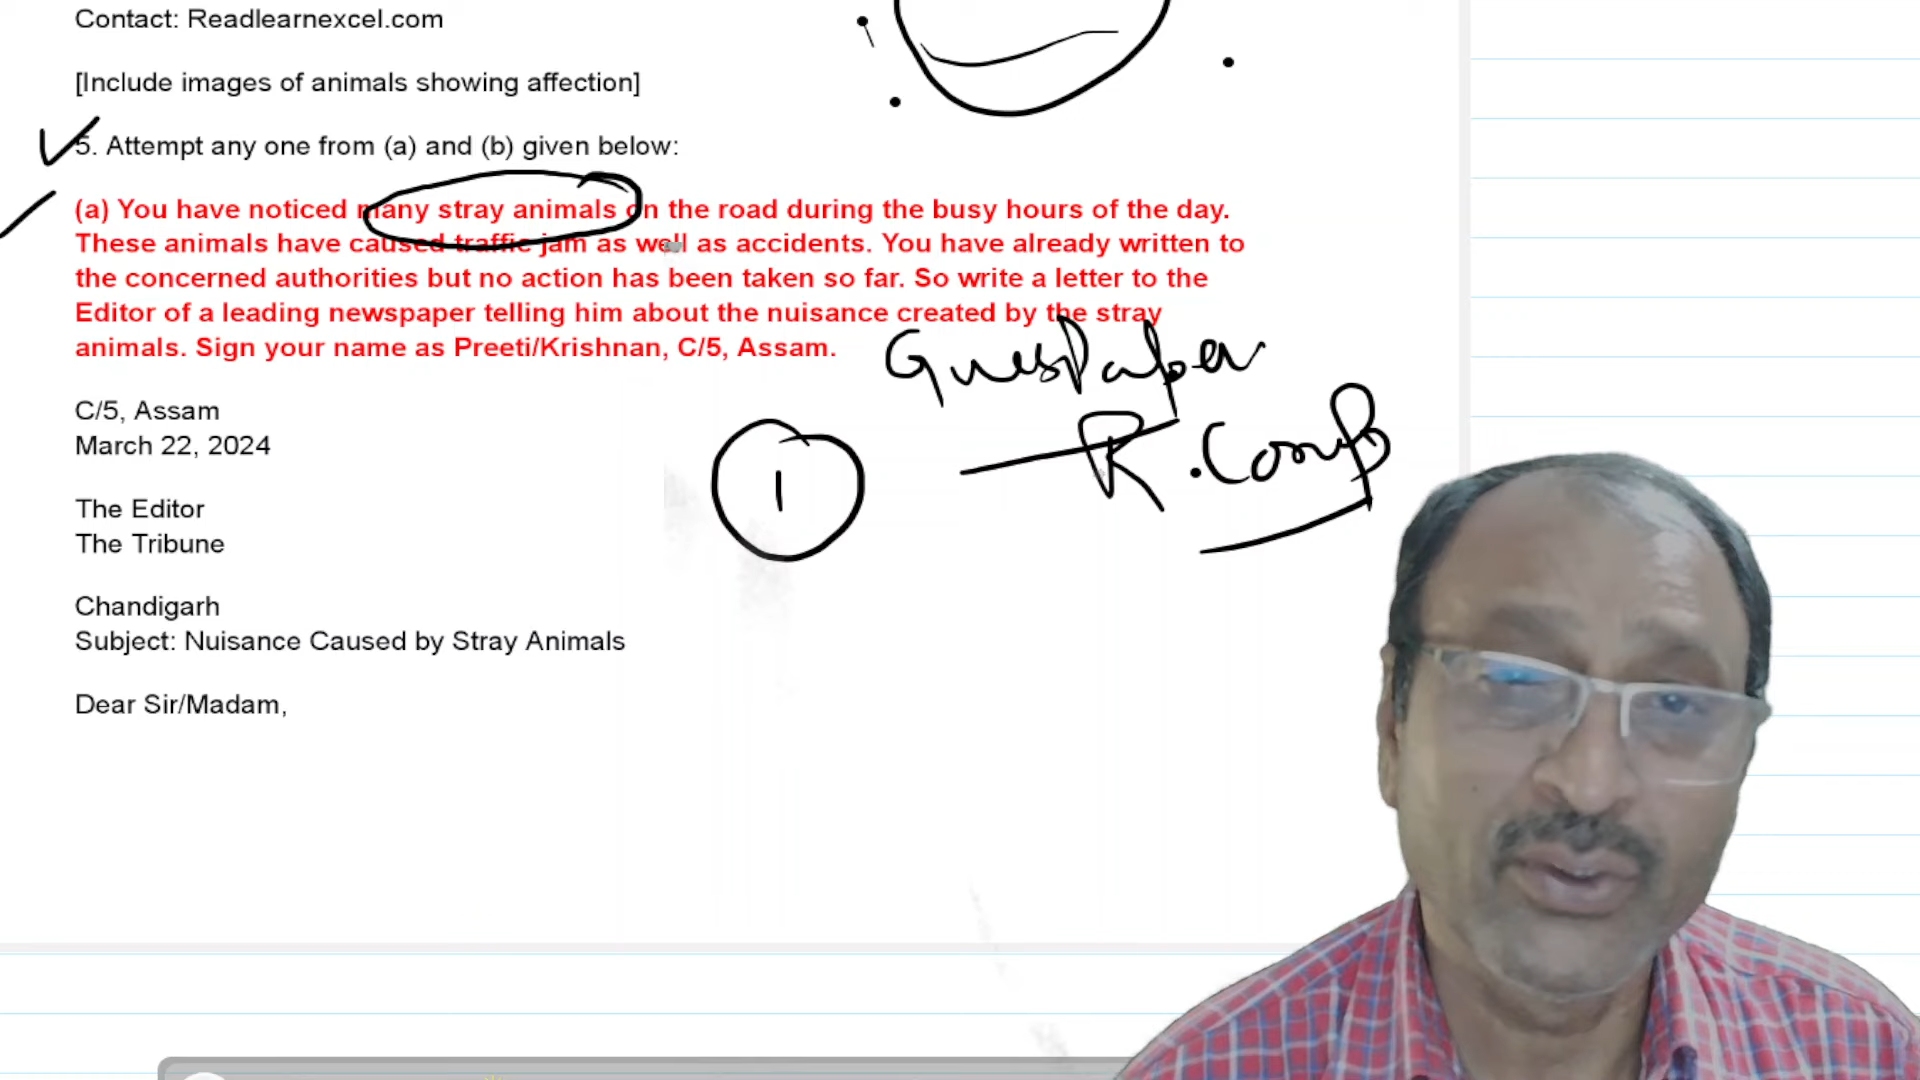 Contact: Readlearnexcel.com
[Include images of animals showing affection]
5. Attempt any one from (a) and (b) given below:
(a) You have noticed many stray animals on the road during the busy hours of the day.
These animals have caused traffic jam as well as accidents. You have already written to
the concerned authorities but no action has been taken so far. So write a letter to the
Editor of a leading newspaper telling him about the nuisance created by the stray
animals. Sign your name as Preeti/Krishnan, C/5, Assam.
GuesPaper
R.Comp
1
C/5, Assam
March 22, 2024
The Editor
The Tribune
Chandigarh
Subject: Nuisance Caused by Stray Animals
Dear Sir/Madam,